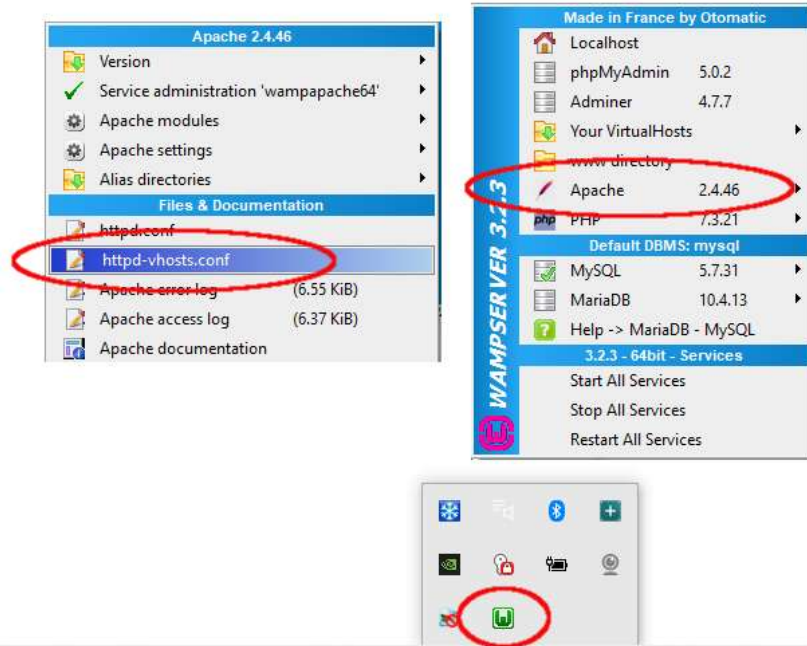 Apache 2.4.46
Version
Service administration 'wampapache64'
Apache modules
Apache settings
Alias directories
Files & Documentation
httpd.conf
httpd-vhosts.conf
Apache error log (6.55 KiB)
Apache access log (6.37 KiB)
Apache documentation
WAMPSERVER 3.2.3
Made in France by Otomatic
Localhost
phpMyAdmin 5.0.2
Adminer 4.7.7
Your VirtualHosts
www directory
Apache 2.4.46
php PHP 7.3.21
Default DBMS: mysql
MySQL 5.7.31
MariaDB 10.4.13
Help -> MariaDB - MySQL
3.2.3 - 64bit - Services
Start All Services
Stop All Services
Restart All Services